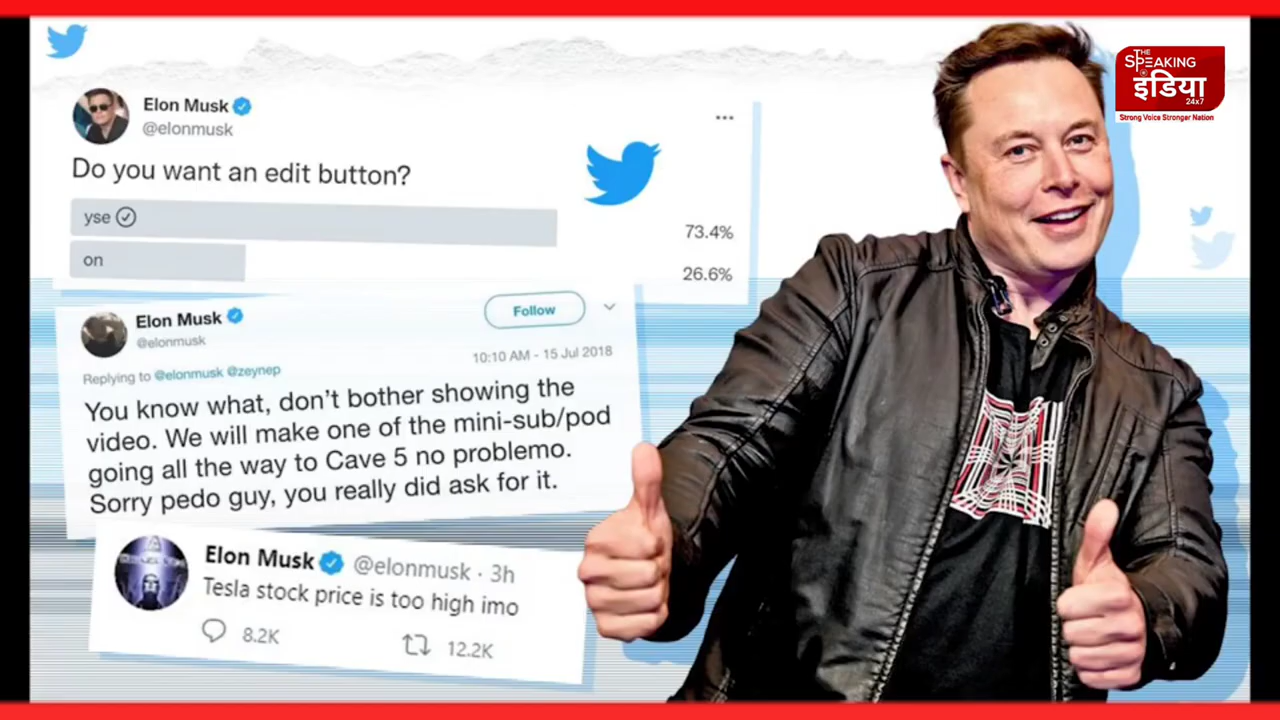 THE
SPEAKING
इंडिया
24x7
Strong Voice Stronger Nation
Elon Musk
@elonmusk
Do you want an edit button?
yse
73.4%
on
26.6%
Elon Musk
@elonmusk
Follow
10:10 AM - 15 Jul 2018
Replying to @elonmusk @zeynep
You know what, don't bother showing the
video. We will make one of the mini-sub/pod
going all the way to Cave 5 no problemo.
Sorry pedo guy, you really did ask for it.
Elon Musk @elonmusk · 3h
Tesla stock price is too high imo
8.2K 12.2K